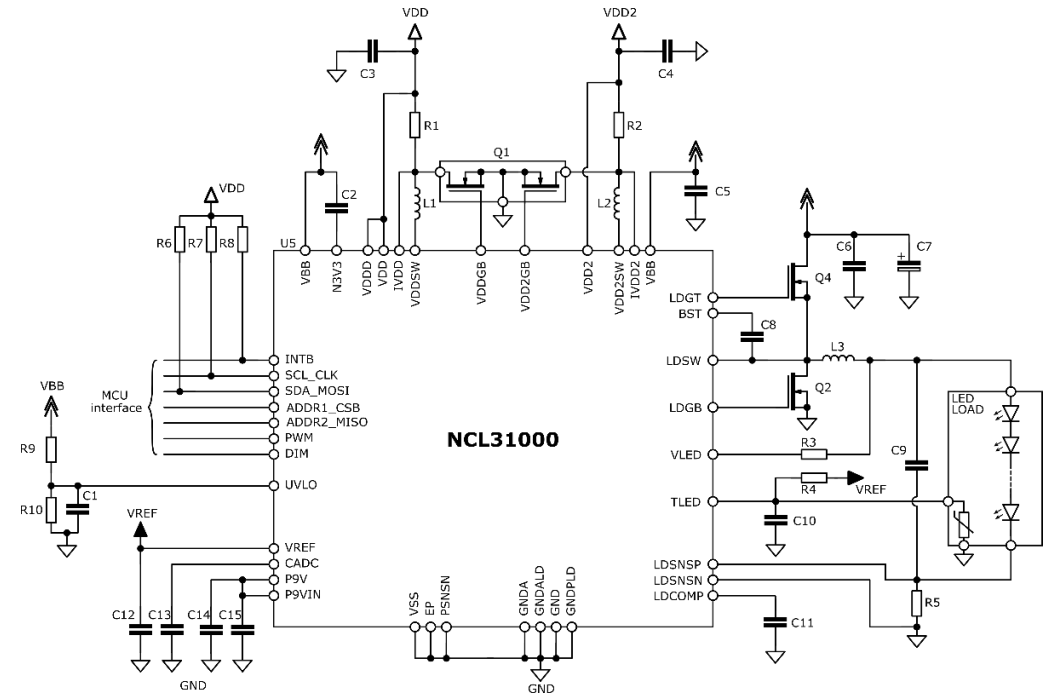 VDD
VDD2
C3
C4
R1
R2
Q1
C2
L1
L2
C5
VDD
R6
R7
R8
U5
VBB
N3V3
VDDD
VDD
IVDD
VDDSW
VDDGB
VDD2GB
VDD2
VDD2SW
IVDD2
VBB
C6
C7
+
Q4
LDGT
BST
C8
L3
LDSW
Q2
LDGB
INTB
SCL_CLK
SDA_MOSI
ADDR1_CSB
ADDR2_MISO
PWM
DIM
MCU
interface
VBB
R9
R10
C1
UVLO
NCL31000
LED
LOAD
VLED
R3
C9
R4
VREF
TLED
C10
VREF
VREF
CADC
P9V
P9VIN
C12
C13
C14
C15
GND
VSS
EP
PSNSN
GNDA
GNDALD
GND
GNDPLD
GND
LDSNSP
LDSNSN
LDCOMP
R5
C11